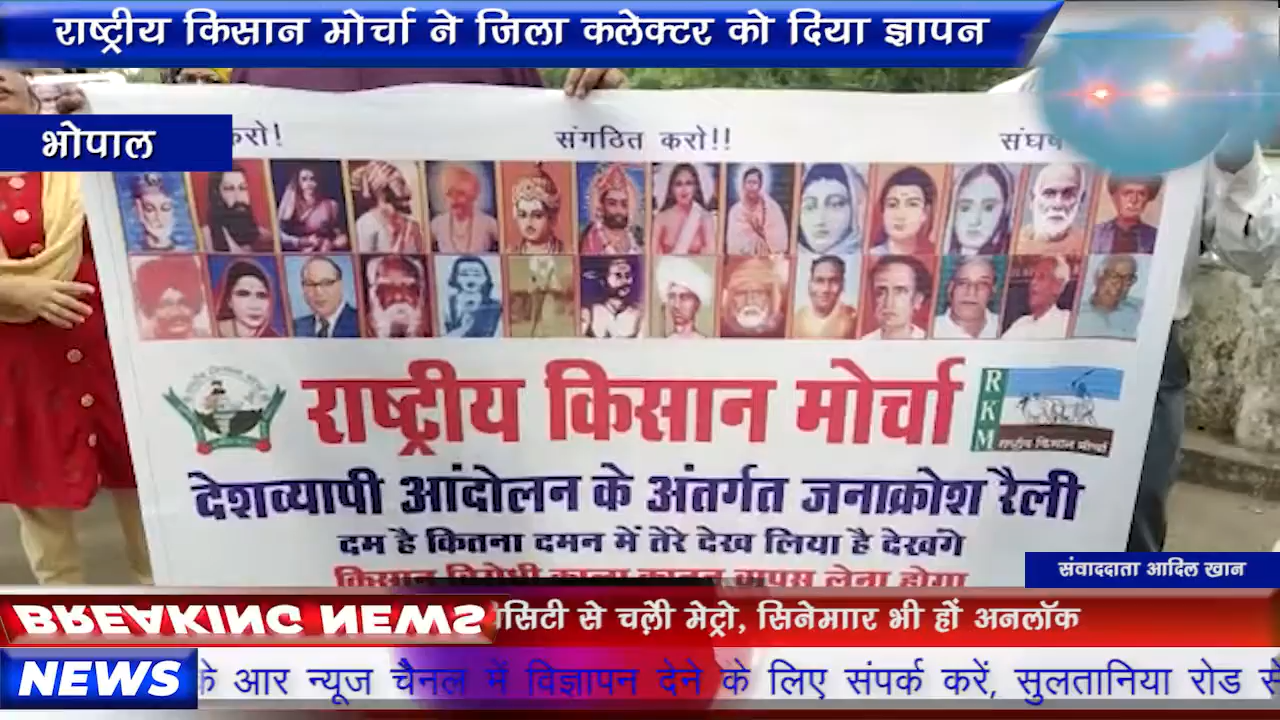 राष्ट्रीय किसान मोर्चा ने जिला कलेक्टर को दिया ज्ञापन
भोपाल
करो!
संगठित करो!!
राष्ट्रीय किसान मोर्चा
RKM
राष्ट्रीय किसान मोर्चा
देशव्यापी आंदोलन के अंतर्गत जनाक्रोश रैली
दम है कितना दमन में तेरे देख लिया है देखेंगे
किसान विरोधी काला कानून वापस लेना होगा
संवाददाता आदिल खान
BREAKING NEWS
सिटी से चलेी मेट्रो, सिनेमाार भी हों अनलॉक
NEWS
के आर न्यूज चैनल में विज्ञापन देने के लिए संपर्क करें, सुलतानिया रोड से